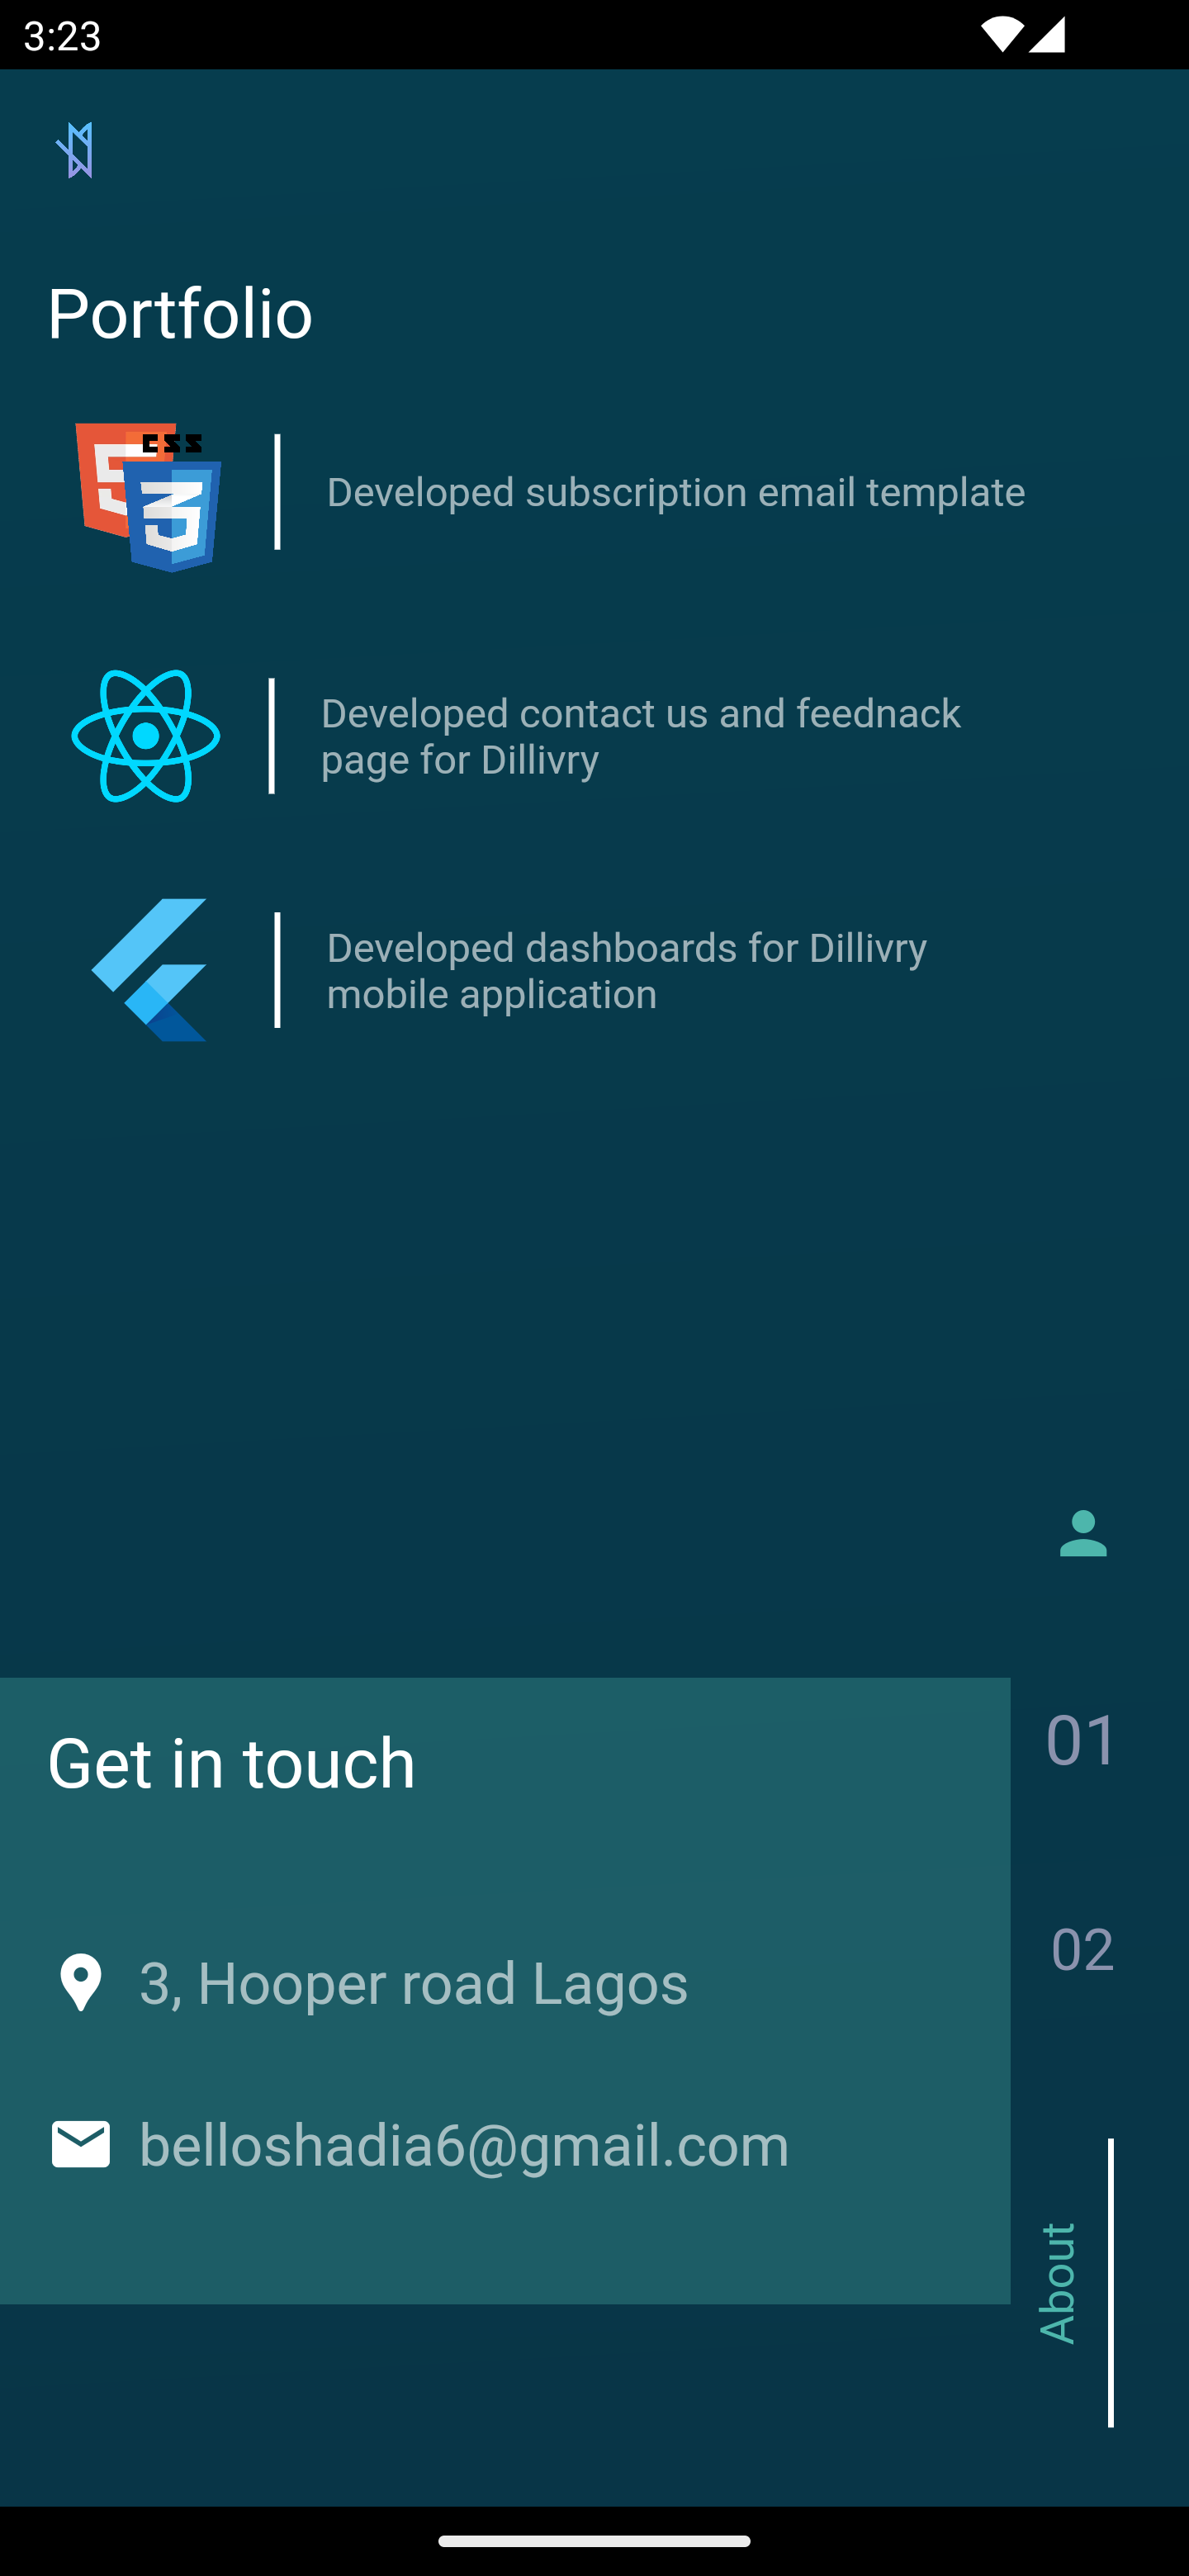 3:23
Portfolio
CSS
Developed subscription email template
Developed contact us and feednack
page for Dillivry
Developed dashboards for Dillivry
mobile application
Get in touch
01
3, Hooper road Lagos
02
belloshadia6@gmail.com
About